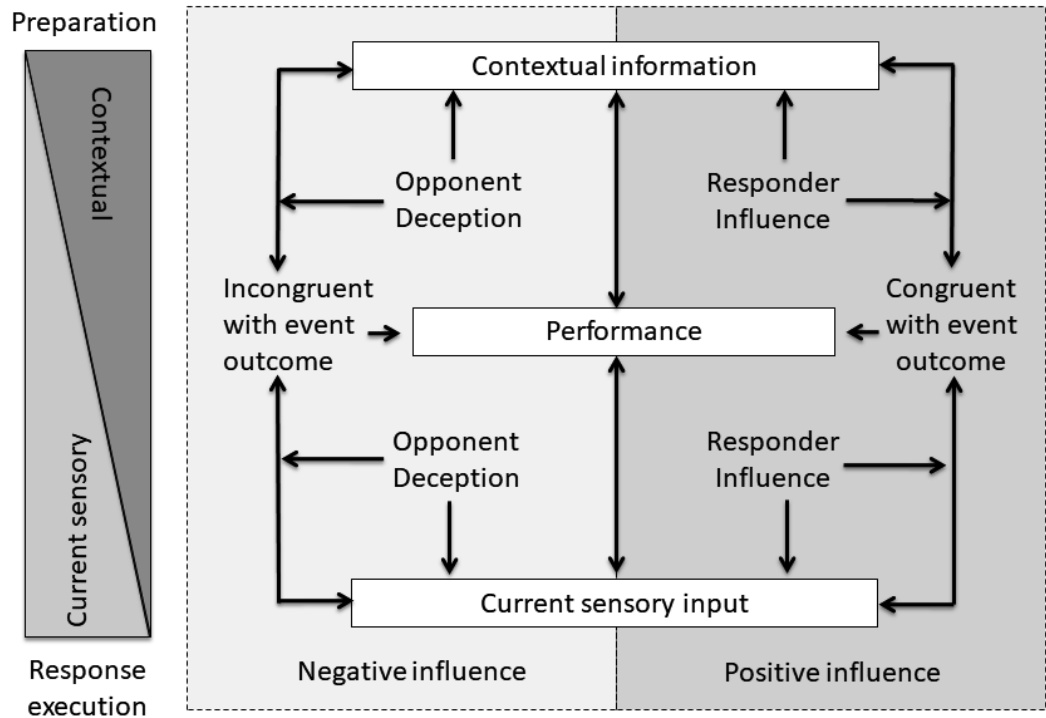 Preparation
Contextual
Current sensory
Response
execution
Contextual information
Opponent
Deception
Responder
Influence
Incongruent
with event
outcome
Performance
Congruent
with event
outcome
Opponent
Deception
Responder
Influence
Current sensory input
Negative influence
Positive influence